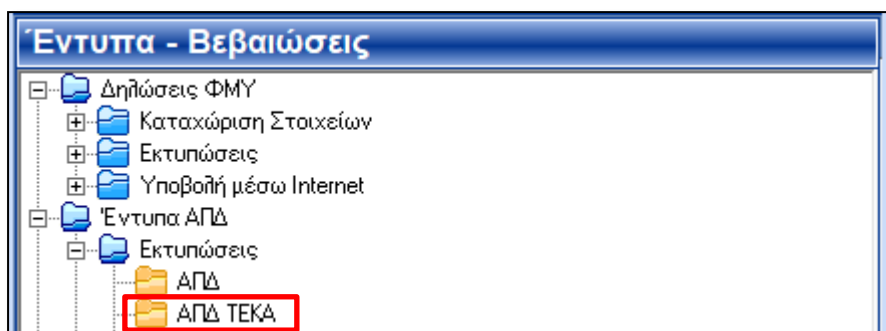 Έντυπα - Βεβαιώσεις
Δηλώσεις ΦΜΥ
Καταχώριση Στοιχείων
Εκτυπώσεις
Υποβολή μέσω Internet
Έντυπα ΑΠΔ
Εκτυπώσεις
ΑΠΔ
ΑΠΔ ΤΕΚΑ